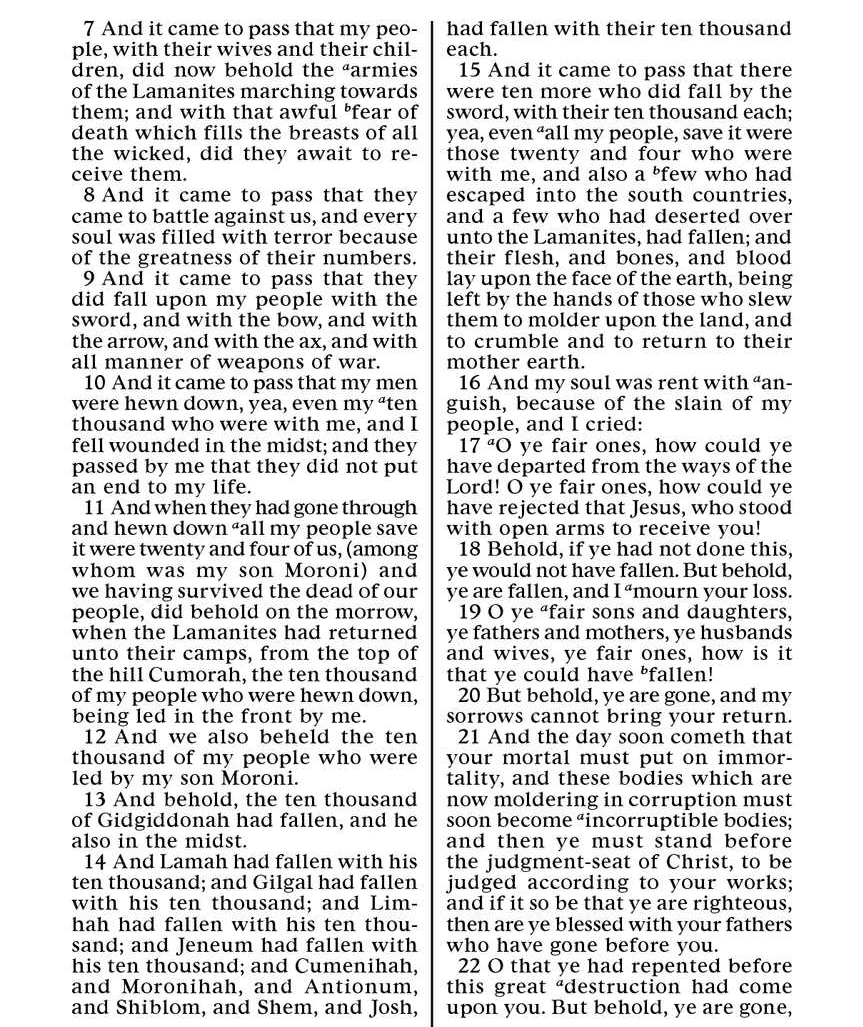 7 And it came to pass that my peo-
ple, with their wives and their chil-
dren, did now behold the aarmies
of the Lamanites marching towards
them; and with that awful bfear of
death which fills the breasts of all
the wicked, did they await to re-
ceive them.
8 And it came to pass that they
came to battle against us, and every
soul was filled with terror because
of the greatness of their numbers.
9 And it came to pass that they
did fall upon my people with the
sword, and with the bow, and with
the arrow, and with the ax, and with
all manner of weapons of war.
10 And it came to pass that my men
were hewn down, yea, even my aten
thousand who were with me, and I
fell wounded in the midst; and they
passed by me that they did not put
an end to my life.
11 And when they had gone through
and hewn down aall my people save
it were twenty and four of us, (among
whom was my son Moroni) and
we having survived the dead of our
people, did behold on the morrow,
when the Lamanites had returned
unto their camps, from the top of
the hill Cumorah, the ten thousand
of my people who were hewn down,
being led in the front by me.
12 And we also beheld the ten
thousand of my people who were
led by my son Moroni.
13 And behold, the ten thousand
of Gidgiddonah had fallen, and he
also in the midst.
14 And Lamah had fallen with his
ten thousand; and Gilgal had fallen
with his ten thousand; and Lim-
hah had fallen with his ten thou-
sand; and Jeneum had fallen with
his ten thousand; and Cumenihah,
and Moronihah, and Antionum,
and Shiblom, and Shem, and Josh,
had fallen with their ten thousand
each.
15 And it came to pass that there
were ten more who did fall by the
sword, with their ten thousand each;
yea, even aall my people, save it were
those twenty and four who were
with me, and also a bfew who had
escaped into the south countries,
and a few who had deserted over
unto the Lamanites, had fallen; and
their flesh, and bones, and blood
lay upon the face of the earth, being
left by the hands of those who slew
them to molder upon the land, and
to crumble and to return to their
mother earth.
16 And my soul was rent with aan-
guish, because of the slain of my
people, and I cried:
17 aO ye fair ones, how could ye
have departed from the ways of the
Lord! O ye fair ones, how could ye
have rejected that Jesus, who stood
with open arms to receive you!
18 Behold, if ye had not done this,
ye would not have fallen. But behold,
ye are fallen, and I amourn your loss.
19 O ye afair sons and daughters,
ye fathers and mothers, ye husbands
and wives, ye fair ones, how is it
that ye could have bfallen!
20 But behold, ye are gone, and my
sorrows cannot bring your return.
21 And the day soon cometh that
your mortal must put on immor-
tality, and these bodies which are
now moldering in corruption must
soon become aincorruptible bodies;
and then ye must stand before
the judgment-seat of Christ, to be
judged according to your works;
and if it so be that ye are righteous,
then are ye blessed with your fathers
who have gone before you.
22 O that ye had repented before
this great adestruction had come
upon you. But behold, ye are gone,